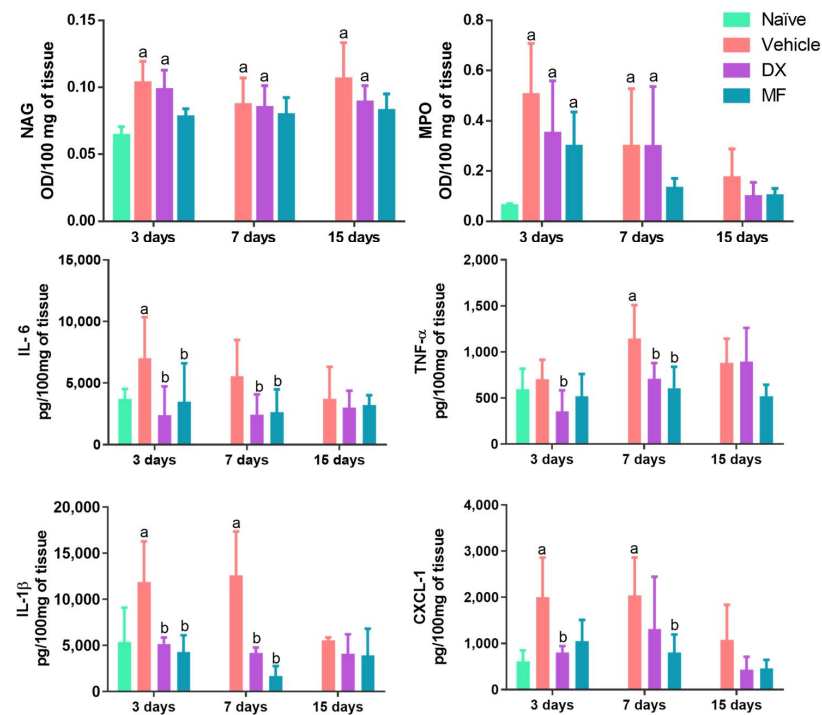 NAG
OD/100 mg of tissue
0.15
0.10
0.05
0.00
a
a
a
a
a
a
3 days
7 days
15 days
MPO
OD/100 mg of tissue
0.8
0.6
0.4
0.2
0.0
a
a
a
a
a
3 days
7 days
15 days
Naïve
Vehicle
DX
MF
IL- 6
pg/100mg of tissue
15,000
10,000
5,000
0
a
b
b
b
b
3 days
7 days
15 days
TNF-α
pg/100mg of tissue
2,000
1,500
1,000
500
0
b
a
b
b
3 days
7 days
15 days
IL-1β
pg/100mg of tissue
20,000
15,000
10,000
5,000
0
a
b
b
a
b
b
3 days
7 days
15 days
CXCL-1
pg/100mg of tissue
4,000
3,000
2,000
1,000
0
a
b
a
b
3 days
7 days
15 days